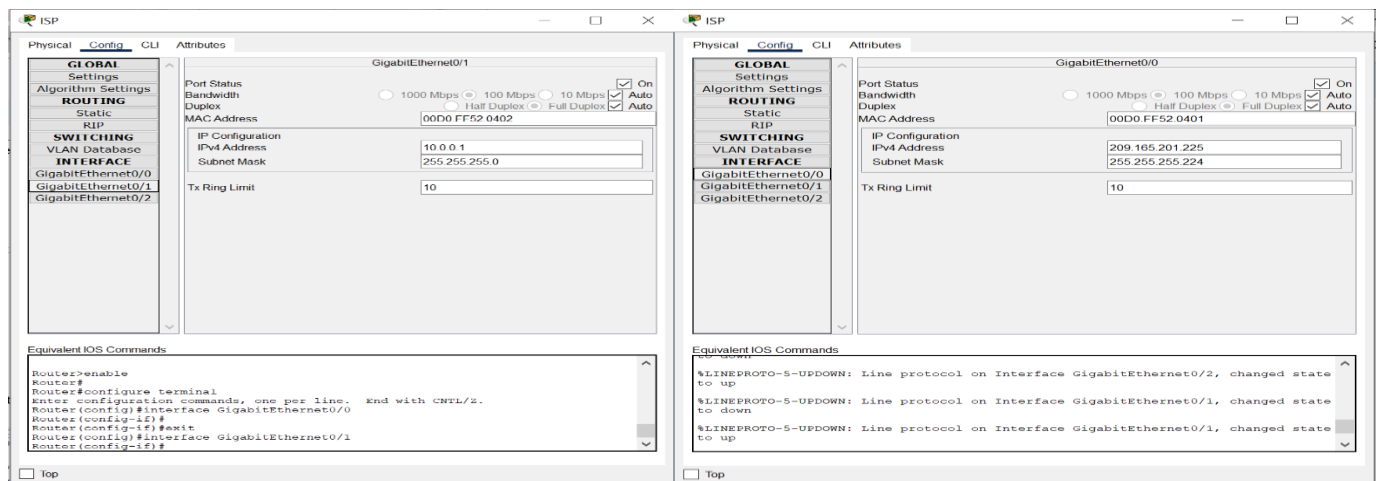 ISP
Physical Config CLI Attributes
GLOBAL
Settings
Algorithm Settings
ROUTING
Static
RIP
SWITCHING
VLAN Database
INTERFACE
GigabitEthernet0/0
GigabitEthernet0/1
GigabitEthernet0/2
GigabitEthernet0/1
Port Status On
Bandwidth 1000 Mbps 100 Mbps 10 Mbps Auto
Duplex Half Duplex Full Duplex Auto
MAC Address 00D0.FF52.0402
IP Configuration
IPv4 Address 10.0.0.1
Subnet Mask 255.255.255.0
Tx Ring Limit 10
Equivalent IOS Commands
Router>enable
Router#
Router#configure terminal
Enter configuration commands, one per line. End with CNTL/Z.
Router(config)#interface GigabitEthernet0/0
Router(config-if)#
Router(config-if)#exit
Router(config)#interface GigabitEthernet0/1
Router(config-if)#
Top
ISP
Physical Config CLI Attributes
GLOBAL
Settings
Algorithm Settings
ROUTING
Static
RIP
SWITCHING
VLAN Database
INTERFACE
GigabitEthernet0/0
GigabitEthernet0/1
GigabitEthernet0/2
GigabitEthernet0/0
Port Status On
Bandwidth 1000 Mbps 100 Mbps 10 Mbps Auto
Duplex Half Duplex Full Duplex Auto
MAC Address 00D0.FF52.0401
IP Configuration
IPv4 Address 209.165.201.225
Subnet Mask 255.255.255.224
Tx Ring Limit 10
Equivalent IOS Commands
to down
%LINEPROTO-5-UPDOWN: Line protocol on Interface GigabitEthernet0/2, changed state
to up
%LINEPROTO-5-UPDOWN: Line protocol on Interface GigabitEthernet0/1, changed state
to down
%LINEPROTO-5-UPDOWN: Line protocol on Interface GigabitEthernet0/1, changed state
to up
Top